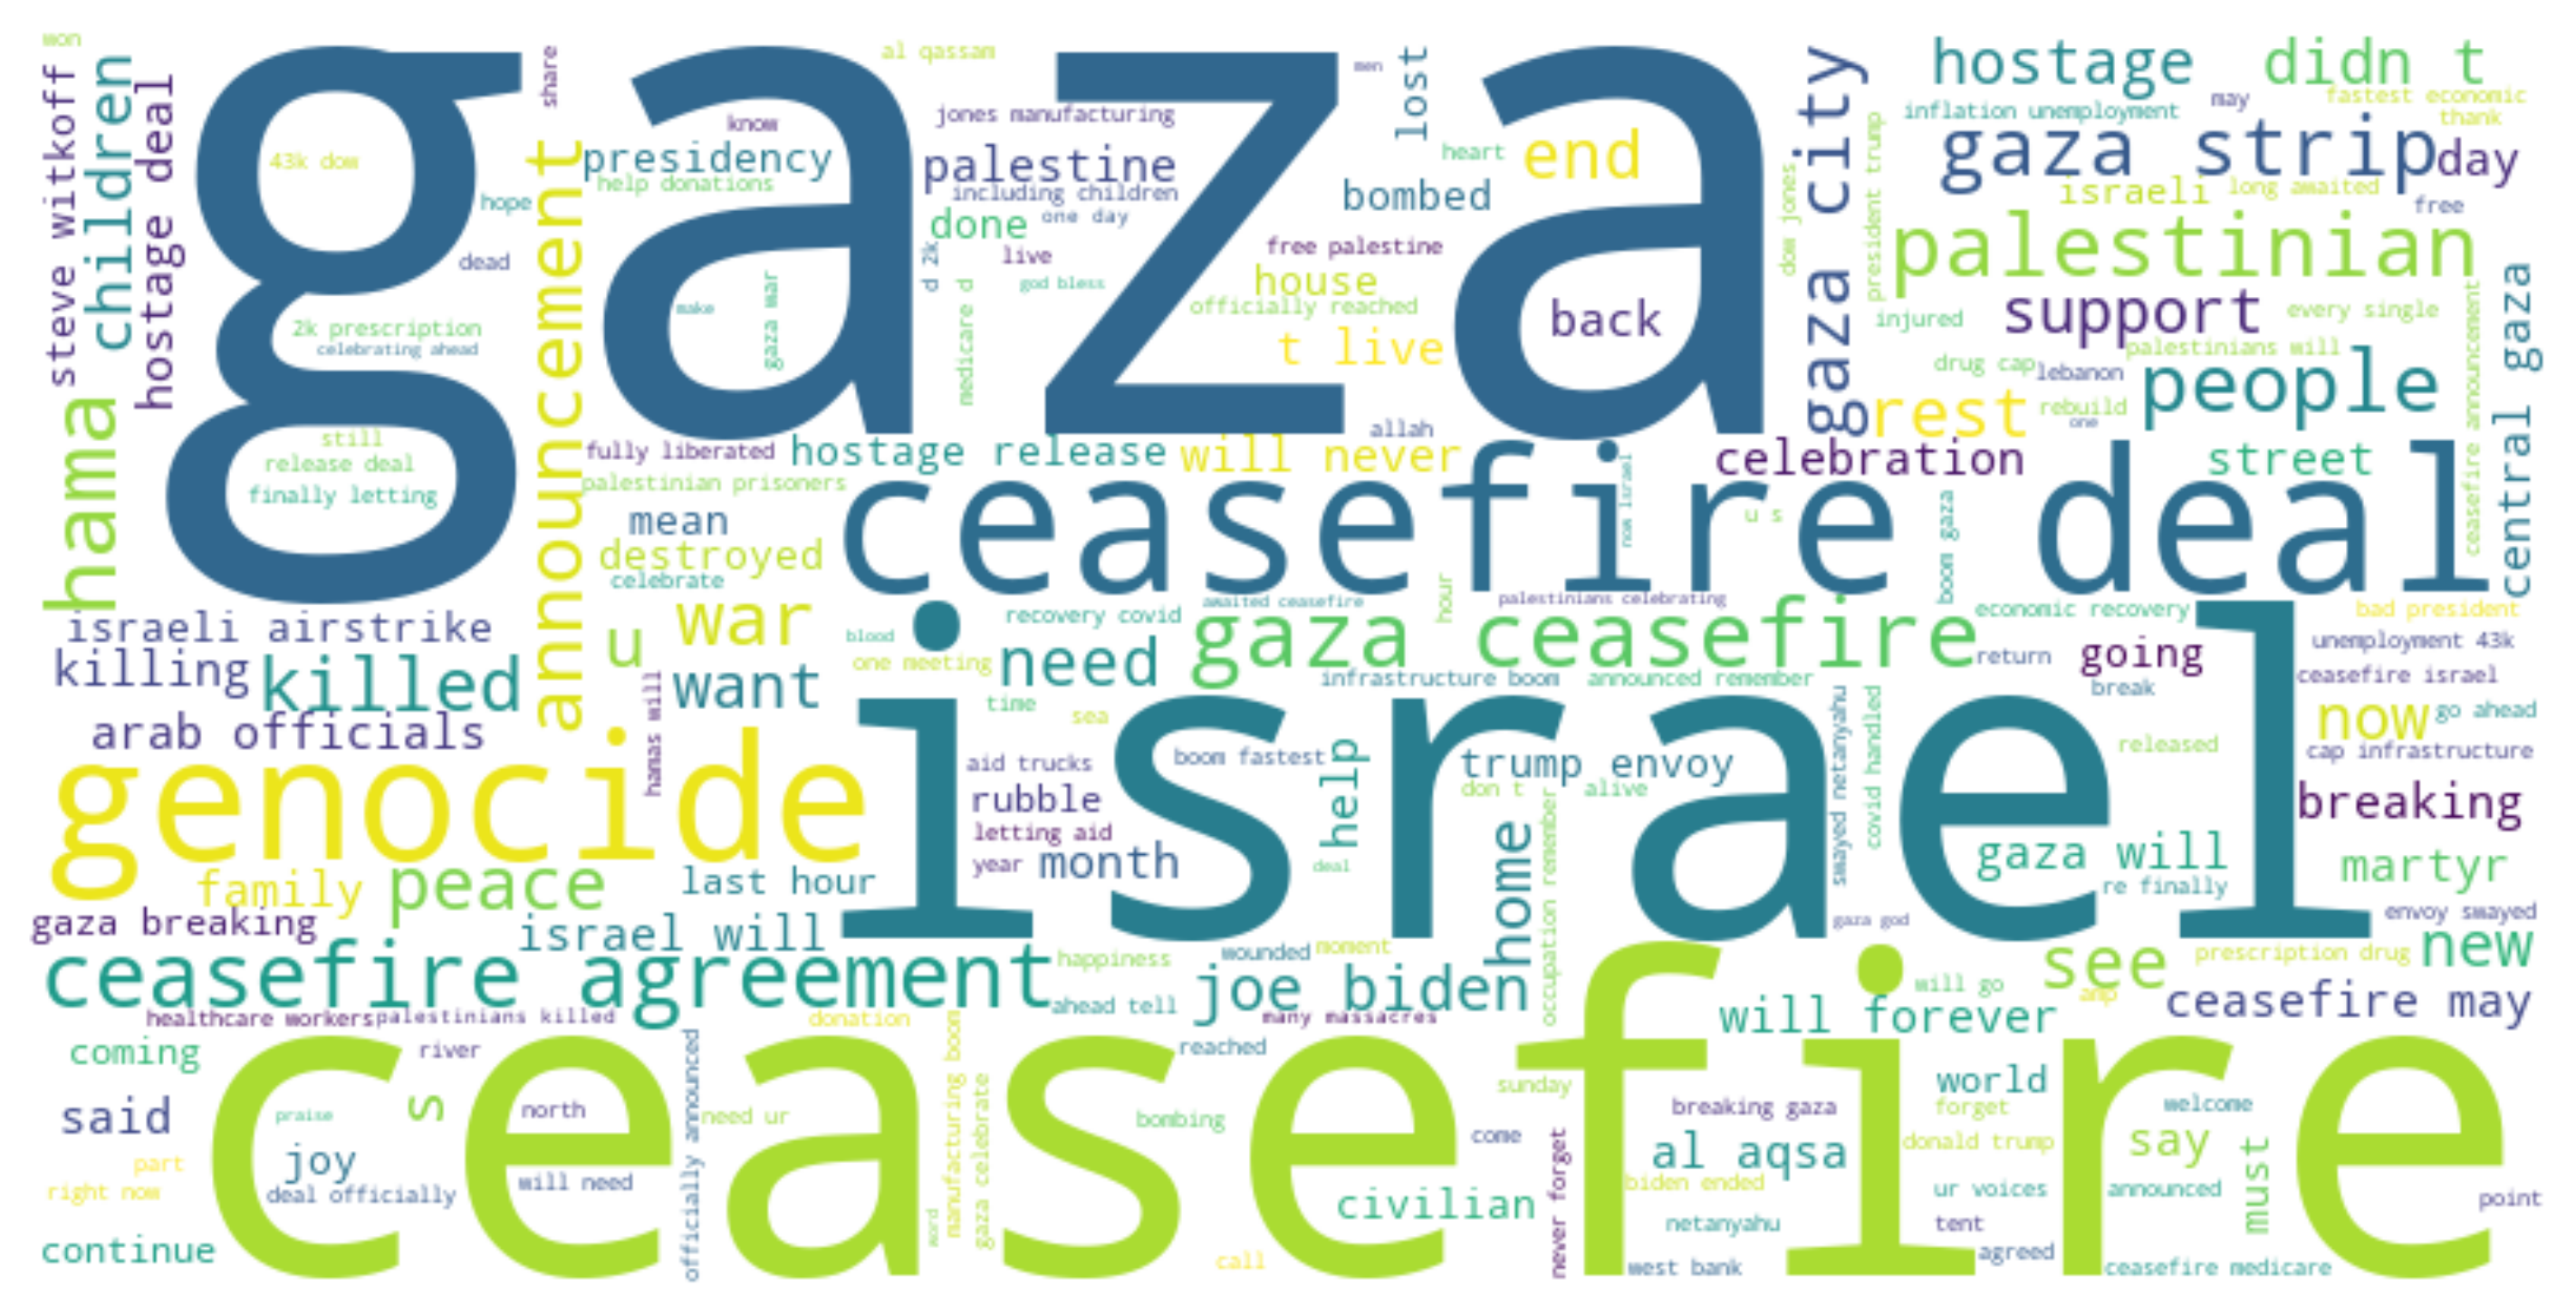 won
steve witkoff
children
hostage deal
gaza
share
al qassam
men
lost
gaza city
hostage
didn t
43k dow
know
jones manufacturing
inflation unemployment
may
fastest economic
thank
announcement
presidency
help donations
palestine
including children
heart
end
bombed
dow jones
president trump
gaza strip
day
israeli
long awaited
free
hope
done
one day
dead
d 2k
live
free palestine
house
god bless
officially reached
back
palestinian
support
every single
make
gaza war
medicare d
2k prescription
celebrating ahead
t live
injured
palestinians will
drug cap
lebanon
people
rest
rebuild
one
central gaza
ceasefire announcement
hama
still
release deal
finally letting
allah
fully liberated
hostage release
will never
celebration
street
palestinian prisoners
ceasefire deal
now israel
u s
boom gaza
mean
destroyed
celebrate
awaited ceasefire
hour
palestinians celebrating
economic recovery
bad president
israeli airstrike
killing
killed
u
war
want
blood
recovery covid
one meeting
need
gaza ceasefire
return
going
unemployment 43k
ceasefire israel
infrastructure boom
announced remember
break
hamas will
time
sea
israel
swayed netanyahu
covid handled
now
go ahead
arab officials
genocide
aid trucks
boom fastest
help
trump envoy
released
cap infrastructure
rubble
don t
alive
breaking
letting aid
year
month
home
occupation remember
deal
gaza will
re finally
martyr
family
peace
last hour
gaza breaking
israel will
gaza god
envoy swayed
ceasefire agreement
happiness
wounded
moment
see
prescription drug
new
ahead tell
joe biden
will go
amp
ceasefire may
healthcare workers
palestinians killed
donation
many massacres
will forever
coming
river
ceasefire
officially announced
manufacturing boom
gaza celebrate
reached
sunday
world
said
praise
s
north
need ur
bombing
come
breaking gaza
forget
welcome
joy
part
right now
deal officially
will need
al aqsa
donald trump
say
must
biden ended
civilian
never forget
ur voices
announced
point
netanyahu
tent
continue
word
call
west bank
agreed
ceasefire medicare